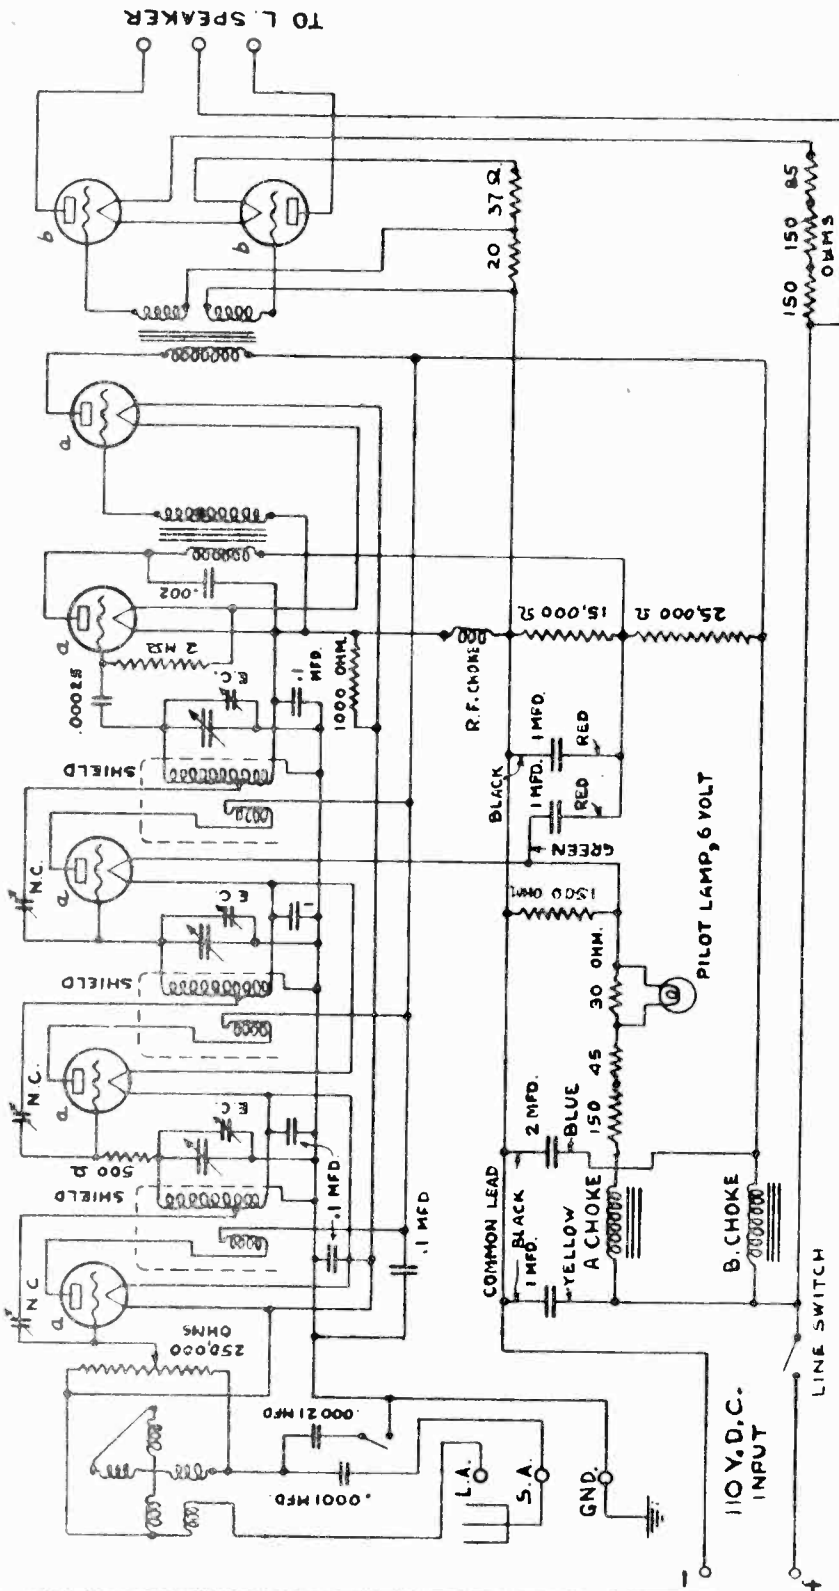 TO L. SPEAKER
b
b
a
a
a
a
a
37 Ω
20
85
150
150
OHMS
.002
2 MΩ
.00025
E.C.
.1 MFD.
1000 OHM.
SHIELD
N.C.
E.C.
.1
SHIELD
N.C.
500 Ω
E.C.
SHIELD
.1 MFD
.1 MFD
N.C
250,000
OHMS
.00021 MFD
.0001 MFD.
L.A.
S.A.
GND.
R.F. CHOKE
15,000 Ω
25,000 Ω
BLACK
1 MFD.
1 MFD.
RED
RED
GREEN
1500 OHM.
PILOT LAMP, 6 VOLT
30 OHM.
45
150
2 MFD.
BLUE
COMMON LEAD
BLACK
1 MFD.
YELLOW
A CHOKE
B. CHOKE
LINE SWITCH
110 V. D.C.
INPUT
-
+